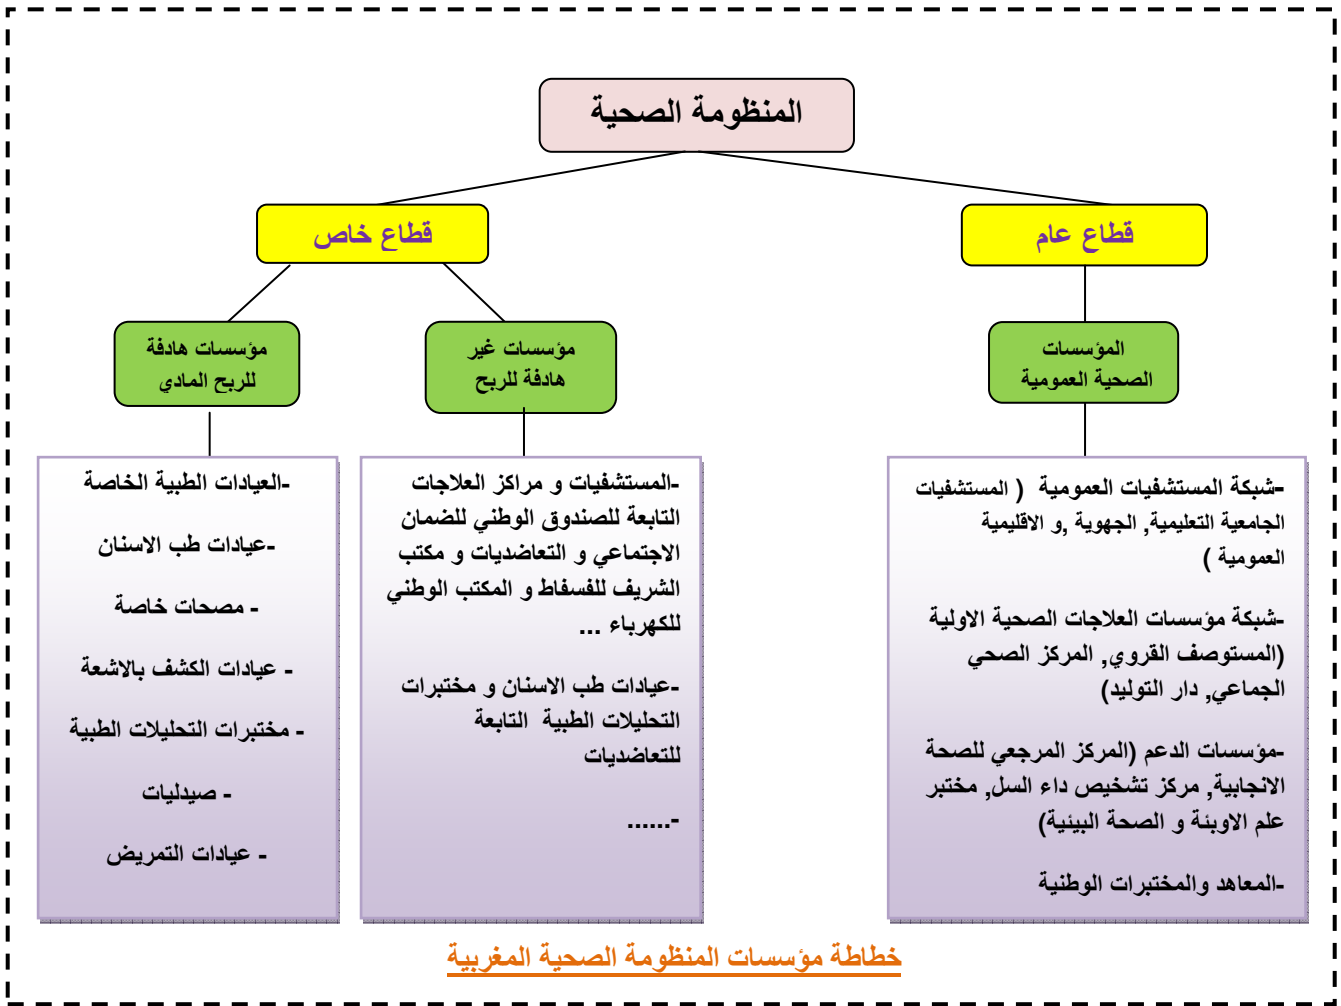 المنظومة الصحية
قطاع عام
قطاع خاص
المؤسسات
الصحية العمومية
مؤسسات غير
هادفة للربح
مؤسسات هادفة
للربح المادي
-شبكة المستشفيات العمومية ( المستشفيات
الجامعية التعليمية, الجهوية ,و الاقليمية
العمومية )
-شبكة مؤسسات العلاجات الصحية الاولية
(المستوصف القروي, المركز الصحي
الجماعي, دار التوليد)
-مؤسسات الدعم (المركز المرجعي للصحة
الانجابية, مركز تشخيص داء السل, مختبر
علم الاوبئة و الصحة البيئية)
-المعاهد والمختبرات الوطنية
-المستشفيات و مراكز العلاجات
التابعة للصندوق الوطني للضمان
الاجتماعي و التعاضديات و مكتب
الشريف للفسفاط و المكتب الوطني
للكهرباء ...
-عيادات طب الاسنان و مختبرات
التحليلات الطبية التابعة
للتعاضديات
-......
-العيادات الطبية الخاصة
-عيادات طب الاسنان
- مصحات خاصة
- عيادات الكشف بالاشعة
- مختبرات التحليلات الطبية
- صيدليات
- عيادات التمريض
خطاطة مؤسسات المنظومة الصحية المغربية